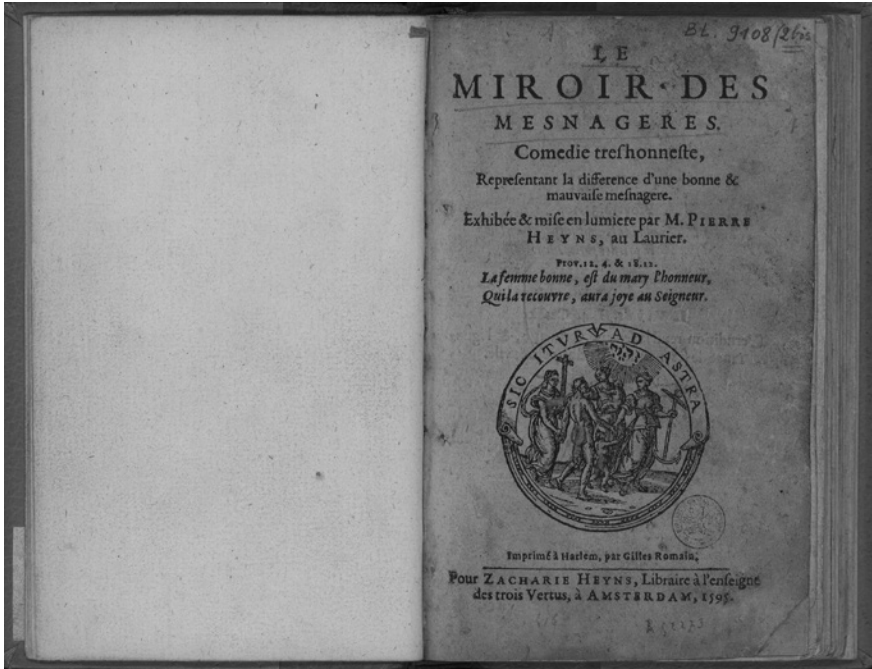 BL. 9108/2bis
LE
MIROIR DES
MESNAGERES.
Comedie treſhonneſte,
Repreſentant la difference d'une bonne &
mauvaiſe meſnagere.
Exhibée & miſe en lumiere par M. PIERRE
HEYNS, au Laurier.
PROV.12. 4. & 18.22.
La femme bonne, eſt du mary l'honneur,
Qui la recouvre, aura joye au Seigneur.
SIC ITVR AD ASTRA
Imprimé à Harlem, par Gilles Romain,
Pour ZACHARIE HEYNS, Libraire à l'enſeigne
des trois Vertus, à AMSTERDAM, 1595.